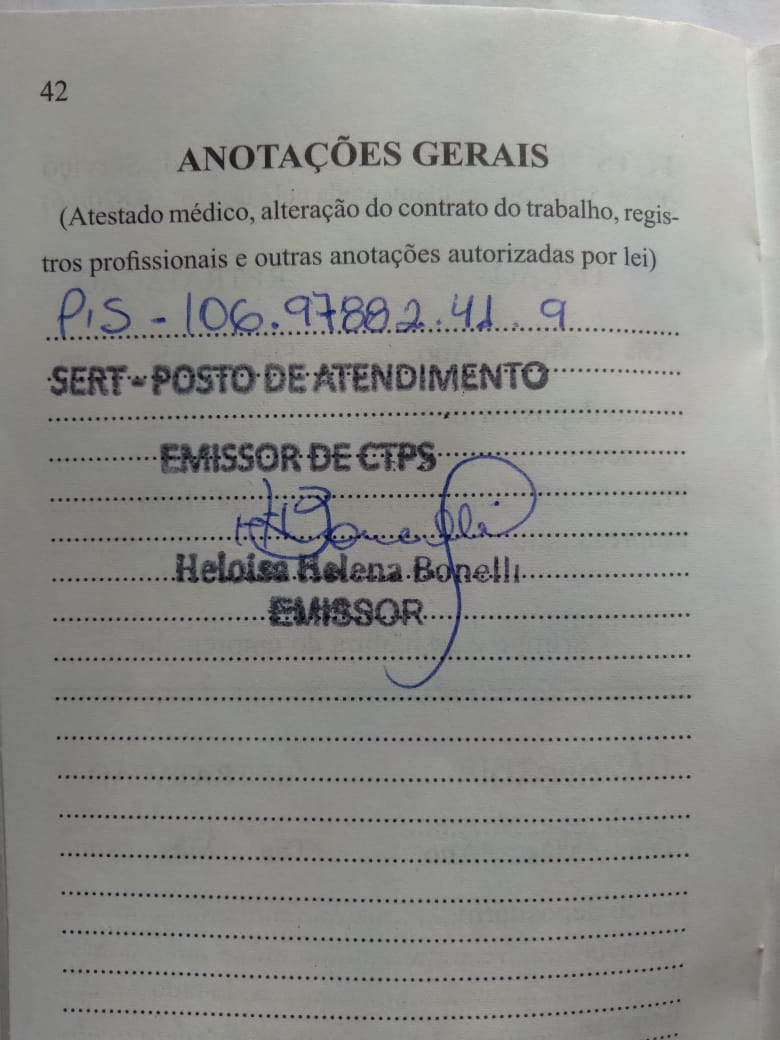 42
ANOTAÇÕES GERAIS
(Atestado médico, alteração do contrato do trabalho, regis-
tros profissionais e outras anotações autorizadas por lei)
PIS - 106.97882.41.9
SERT - POSTO DE ATENDIMENTO
EMISSOR DE CTPS
Heloisa Helena Bonelli
EMISSOR